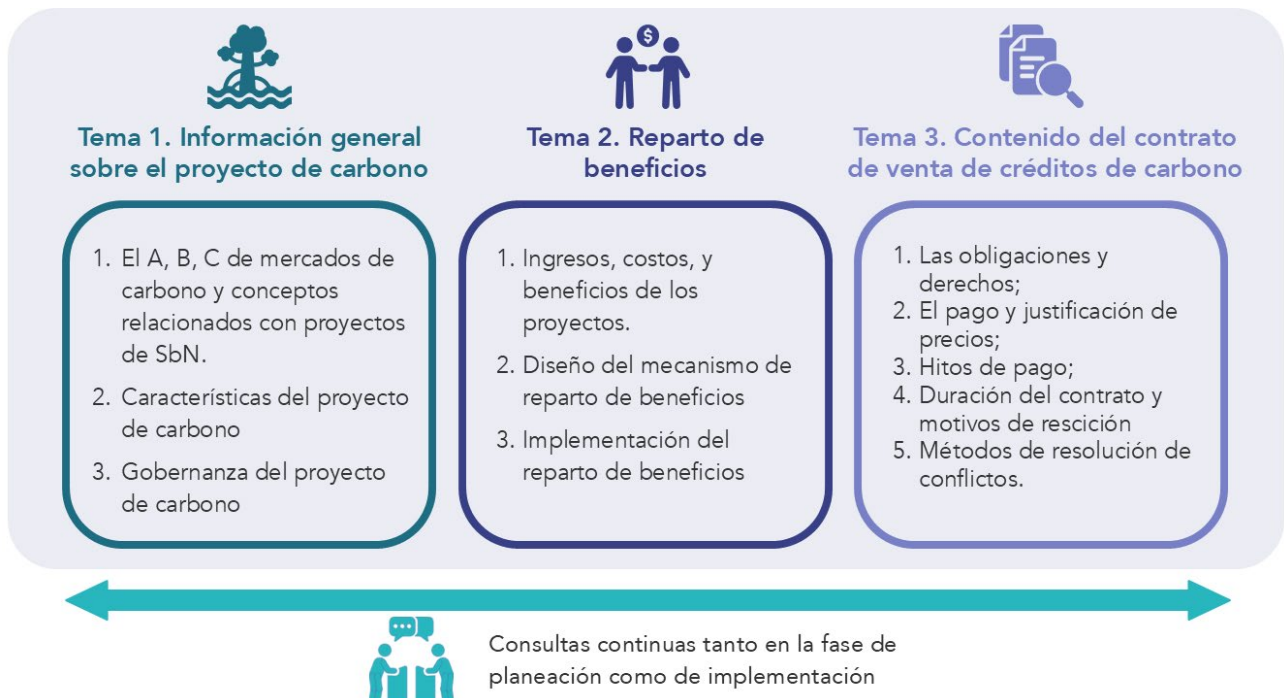 Tema 1. Información general
sobre el proyecto de carbono
1. El A, B, C de mercados de
carbono y conceptos
relacionados con proyectos
de SbN.
2. Características del proyecto
de carbono
3. Gobernanza del proyecto
de carbono
$
Tema 2. Reparto de
beneficios
1. Ingresos, costos, y
beneficios de los
proyectos.
2. Diseño del mecanismo de
reparto de beneficios
3. Implementación del
reparto de beneficios
Tema 3. Contenido del contrato
de venta de créditos de carbono
1. Las obligaciones y
derechos;
2. El pago y justificación de
precios;
3. Hitos de pago;
4. Duración del contrato y
motivos de rescición
5. Métodos de resolución de
conflictos.
Consultas continuas tanto en la fase de
planeación como de implementación